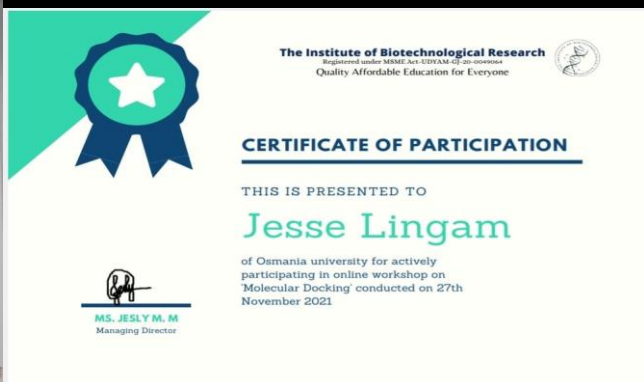 The Institute of Biotechnological Research
Registered under MSME Act-UDYAM-GJ-20-0049064
Quality Affordable Education for Everyone
CERTIFICATE OF PARTICIPATION
THIS IS PRESENTED TO
Jesse Lingam
of Osmania university for actively
participating in online workshop on
'Molecular Docking' conducted on 27th
November 2021
MS. JESLY M. M
Managing Director